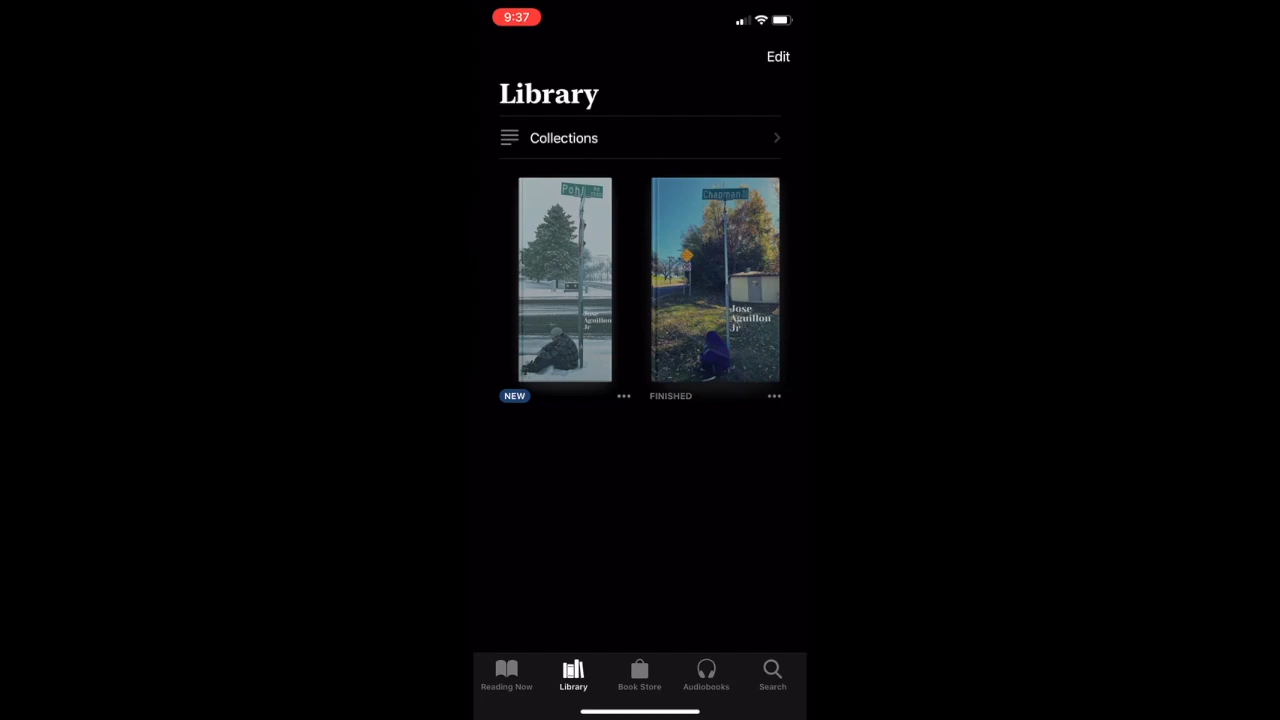 9:37
Edit
Library
Collections
Pohl
Jose
Aguillon
Jr
Chapman
Jose
Aguillon
Jr
NEW
FINISHED
Reading Now
Library
Book Store
Audiobooks
Search